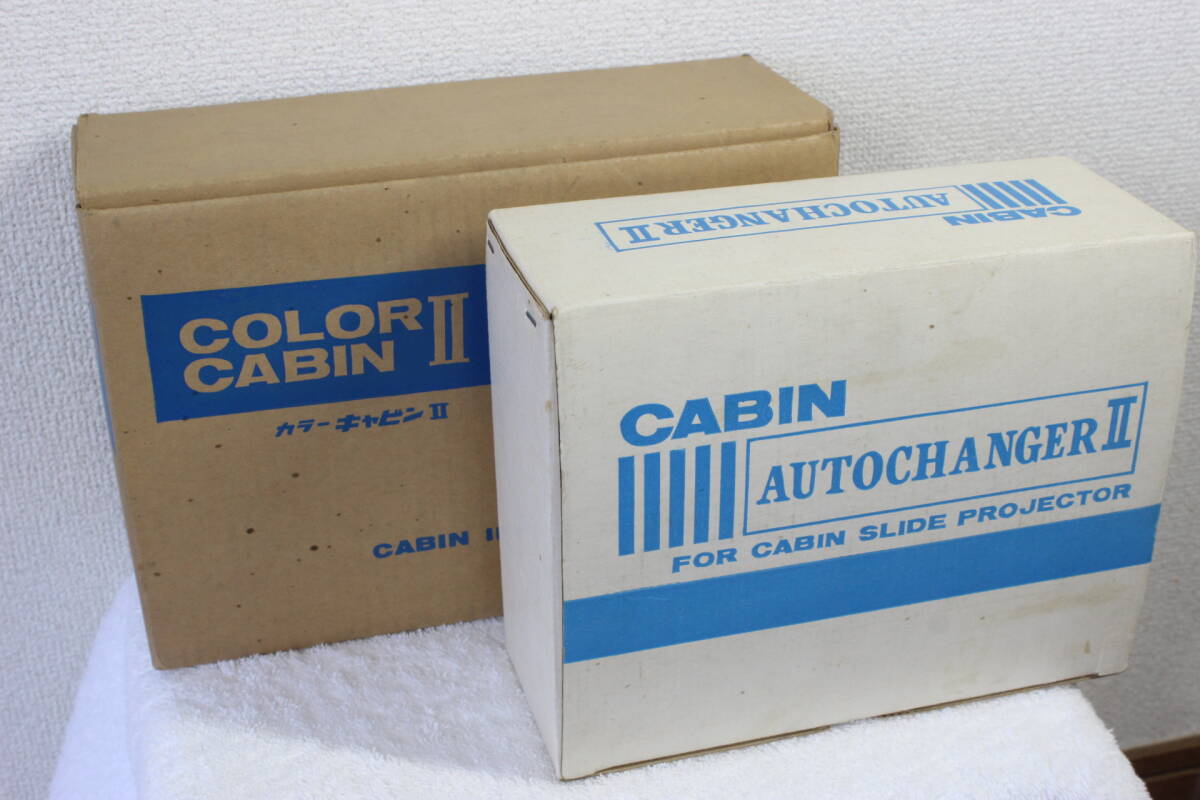 COLOR
CABIN II
カラーキャビン II
CABIN
CABIN
AUTOCHANGER II
CABIN
AUTOCHANGER II
FOR CABIN SLIDE PROJECTOR